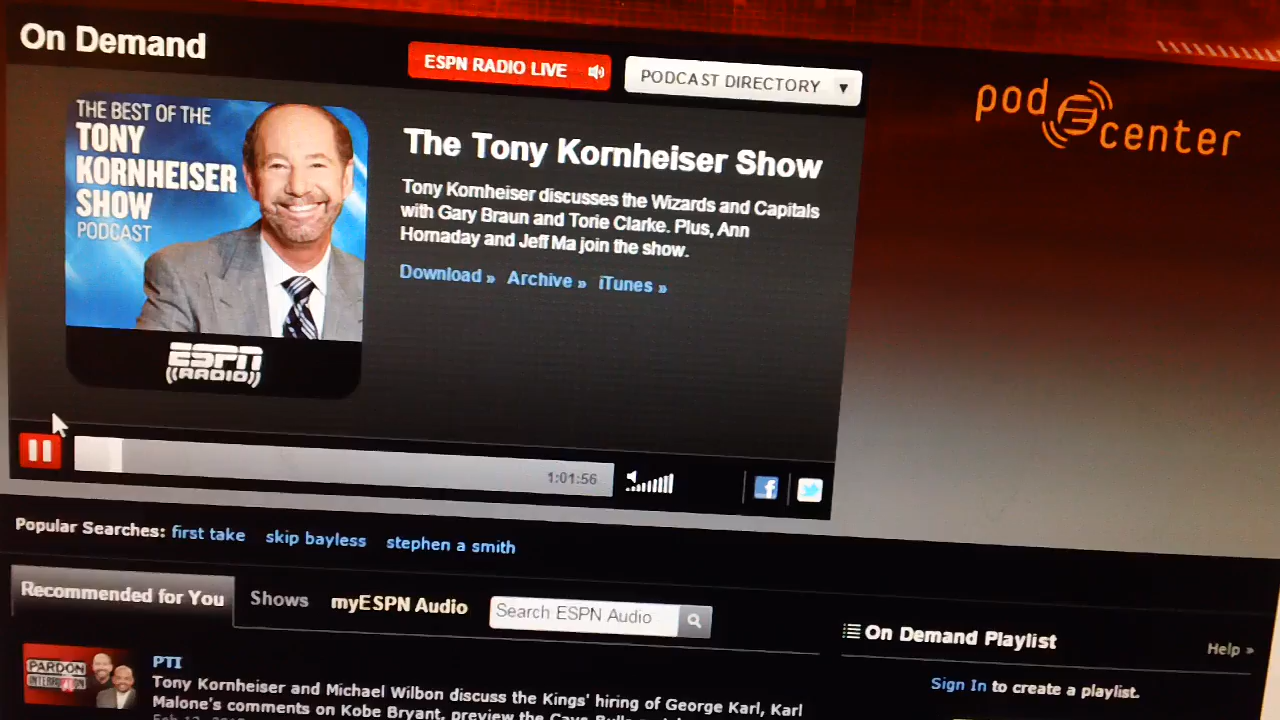 On Demand
ESPN RADIO LIVE
PODCAST DIRECTORY
pod center
THE BEST OF THE
TONY
KORNHEISER
SHOW
PODCAST
ESPN
RADIO
The Tony Kornheiser Show
Tony Kornheiser discusses the Wizards and Capitals
with Gary Braun and Torie Clarke. Plus, Ann
Hornaday and Jeff Ma join the show.
Download » Archive » iTunes »
1:01:56
Popular Searches: first take skip bayless stephen a smith
Recommended for You Shows myESPN Audio Search ESPN Audio
On Demand Playlist Help »
Sign In to create a playlist.
PARDON
INTERRUPTION
PTI
Tony Kornheiser and Michael Wilbon discuss the Kings' hiring of George Karl, Karl
Malone's comments on Kobe Bryant, preview the Cavs-Bulls